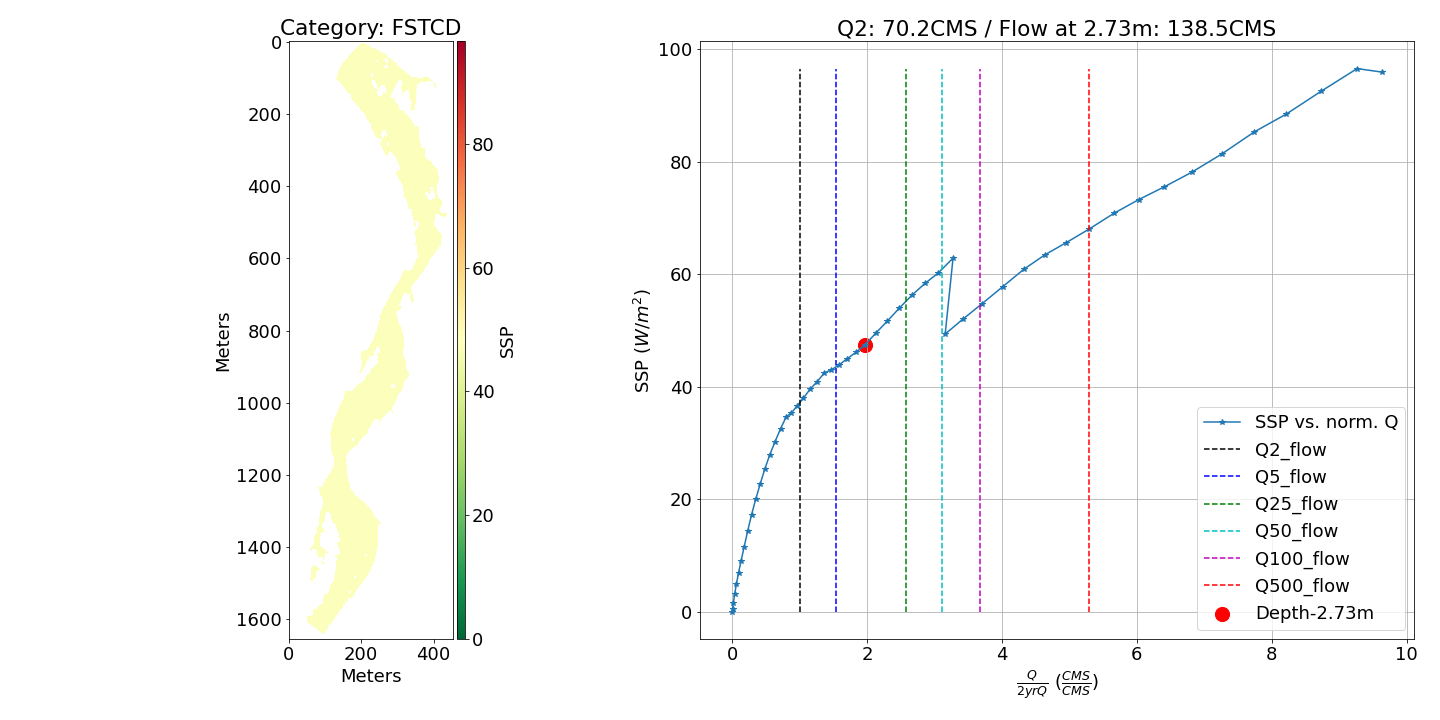 Category: FSTCD
0
200
400
600
800
1000
1200
1400
1600
Meters
0
200
400
Meters
80
60
40
20
0
SSP
Q2: 70.2CMS / Flow at 2.73m: 138.5CMS
100
80
60
40
20
0
SSP (W/m²)
0
2
4
6
8
10
Q/2yrQ (CMS/CMS)
SSP vs. norm. Q
Q2_flow
Q5_flow
Q25_flow
Q50_flow
Q100_flow
Q500_flow
Depth-2.73m